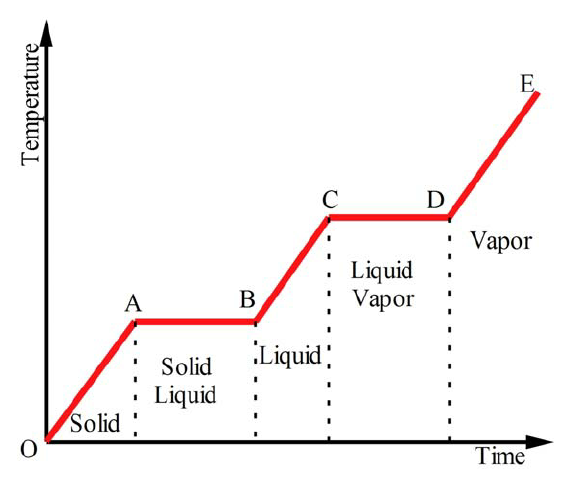 E
Temperature
C
D
Vapor
Liquid
Vapor
A
B
Solid
Liquid
Liquid
Solid
O
Time